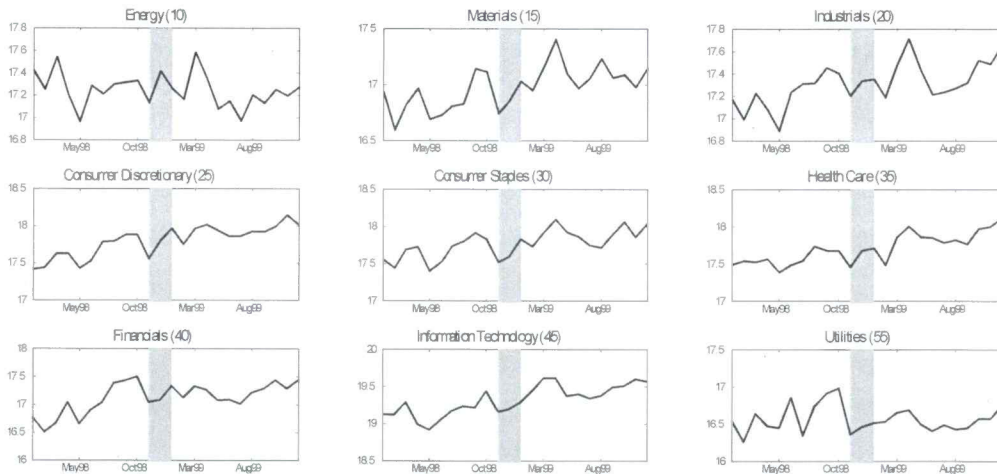 Energy (10)
Materials (15)
Industrials (20)
17.8
17.6
17.4
17.2
17
16.8
May98
Oct98
Mar99
Aug99
17.5
17
16.5
May98
Oct98
Mar99
Aug99
17.8
17.6
17.4
17.2
17
16.8
May98
Oct98
Mar99
Aug99
Consumer Discretionary (25)
Consumer Staples (30)
Health Care (35)
18.5
18
17.5
17
May98
Oct98
Mar99
Aug99
18.5
18
17.5
17
May98
Oct98
Mar99
Aug99
18.5
18
17.5
17
May98
Oct98
Mar99
Aug99
Financials (40)
Information Technology (45)
Utilities (55)
18
17.5
17
16.5
16
May98
Oct98
Mar99
Aug99
20
19.5
19
18.5
May98
Oct98
Mar99
Aug99
17.5
17
16.5
16
May98
Oct98
Mar99
Aug99